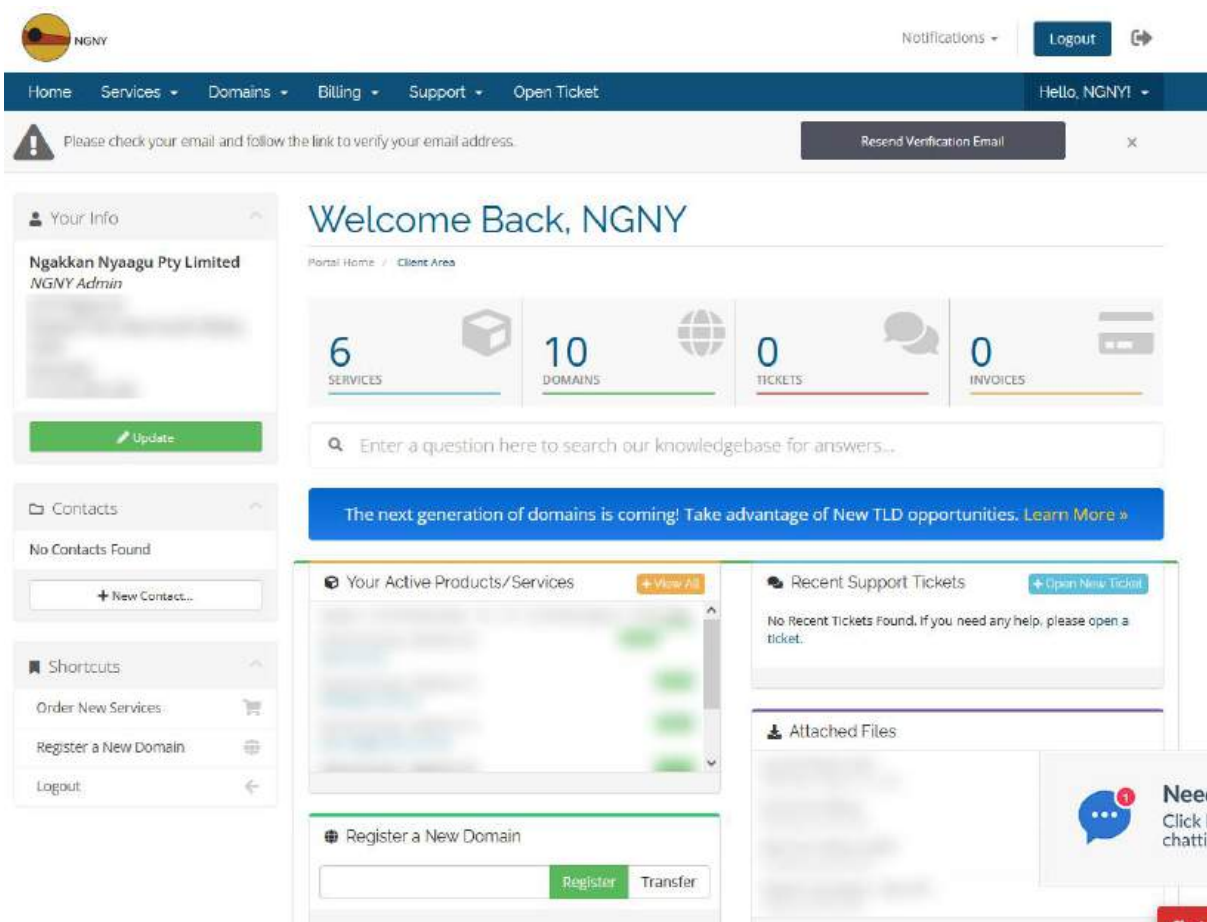 NGNY
Notifications
Logout
Home Services Domains Billing Support Open Ticket Hello, NGNY!
Please check your email and follow the link to verify your email address.
Resend Verification Email
Your Info
Ngakkan Nyaagu Pty Limited
NGNY Admin
Update
Contacts
No Contacts Found
+ New Contact...
Shortcuts
Order New Services
Register a New Domain
Logout
Welcome Back, NGNY
Portal Home / Client Area
6
SERVICES
10
DOMAINS
0
TICKETS
0
INVOICES
Enter a question here to search our knowledgebase for answers...
The next generation of domains is coming! Take advantage of New TLD opportunities. Learn More »
Your Active Products/Services
+ View All
Register a New Domain
Register Transfer
Recent Support Tickets
+ Open New Ticket
No Recent Tickets Found. If you need any help, please open a
ticket.
Attached Files
1
Click